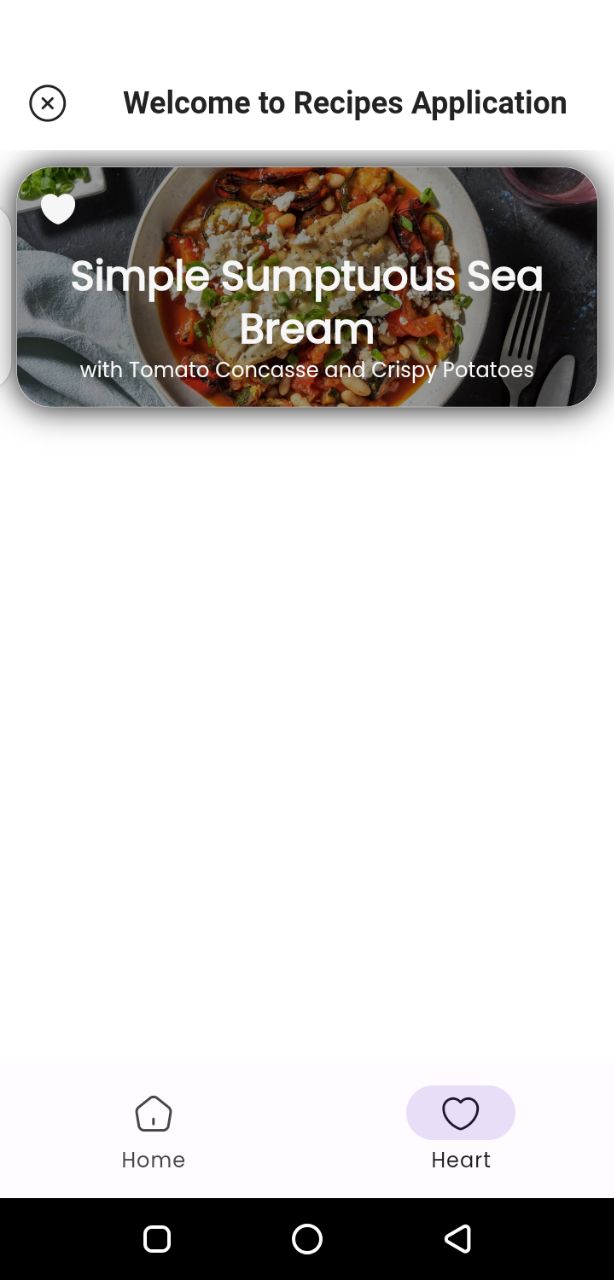 Welcome to Recipes Application
Simple Sumptuous Sea
Bream
with Tomato Concasse and Crispy Potatoes
Home
Heart